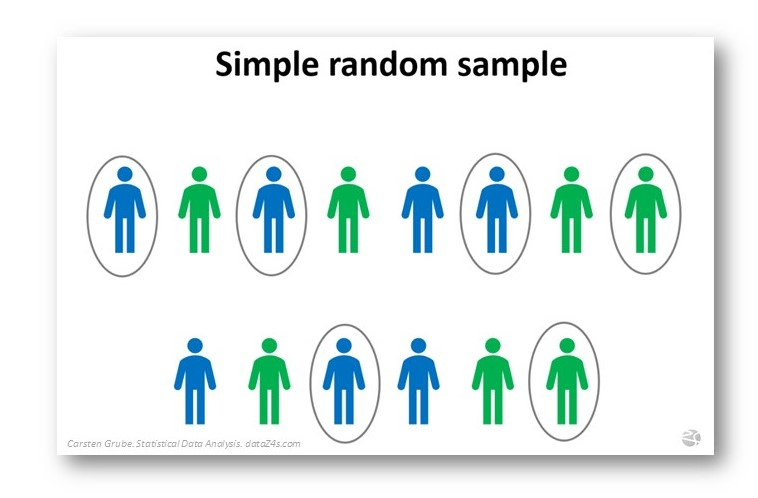 Simple random sample
Carsten Grube. Statistical Data Analysis. dataZ4s.com